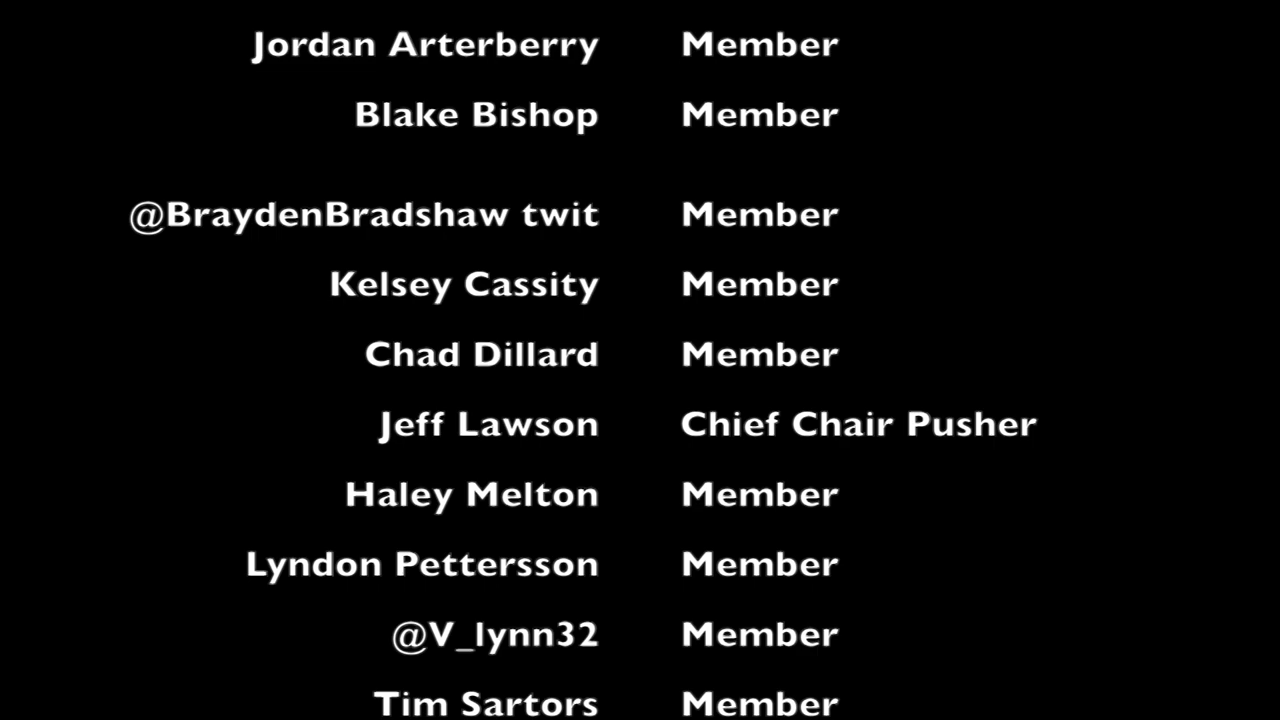 Jordan Arterberry Member
Blake Bishop Member
@BraydenBradshaw twit Member
Kelsey Cassity Member
Chad Dillard Member
Jeff Lawson Chief Chair Pusher
Haley Melton Member
Lyndon Pettersson Member
@V_lynn32 Member
Tim Sartors Member